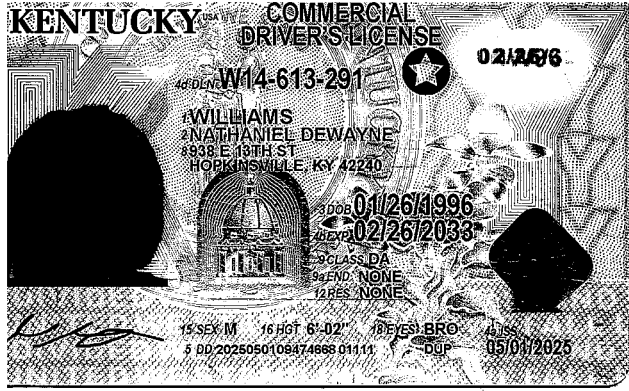 KENTUCKY USA
COMMERCIAL
DRIVER'S LICENSE
4d DLN W14-613-291
1 WILLIAMS
2 NATHANIEL DEWAYNE
8 938 E 13TH ST
HOPKINSVILLE, KY 42240
3 DOB 01/26/1996
4b EXP 02/26/2033
9 CLASS DA
9a END NONE
12 RES NONE
15 SEX M 16 HGT 6'-02" 18 EYES BRO 4a ISS
5 DD 2025050109474668 01111 DUP 05/01/2025